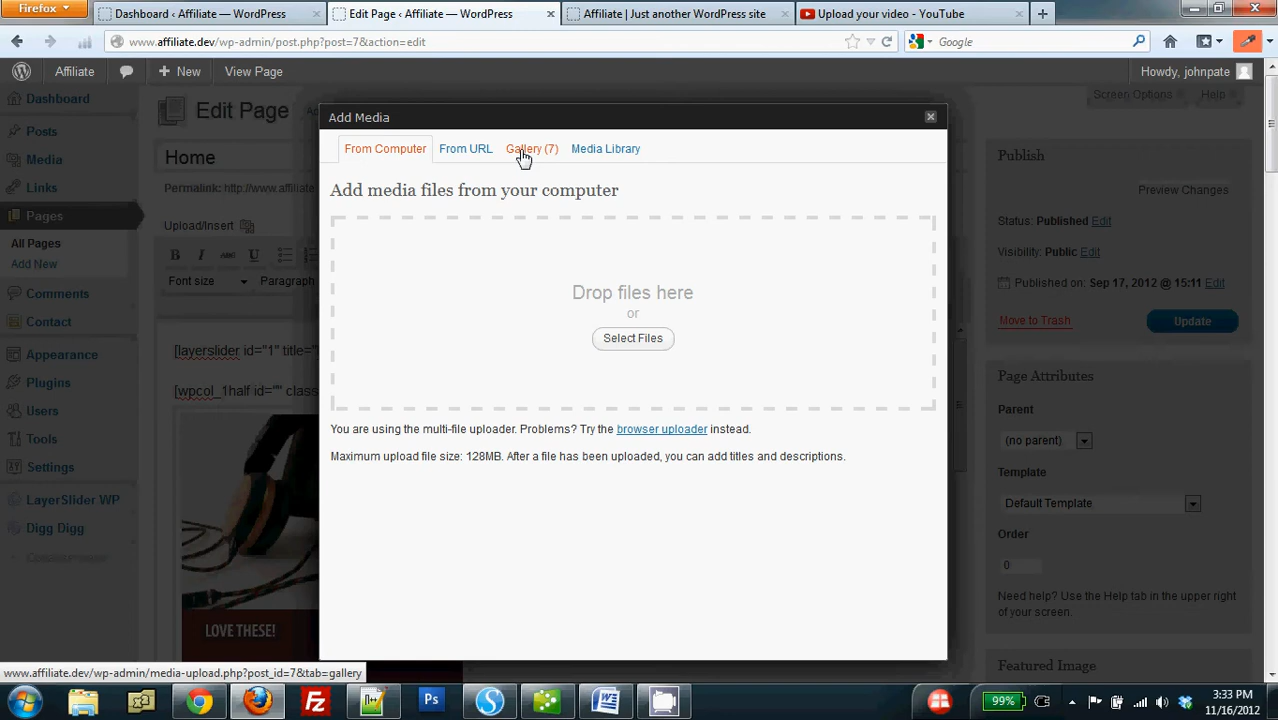 Firefox
Dashboard ‹ Affiliate — WordPress
Edit Page ‹ Affiliate — WordPress
Affiliate | Just another WordPress site
Upload your video - YouTube
www.affiliate.dev/wp-admin/post.php?post=7&action=edit
Google
Affiliate
New
View Page
Howdy, johnpate
Dashboard
Posts
Media
Links
Pages
All Pages
Add New
Comments
Contact
Appearance
Plugins
Users
Tools
Settings
LayerSlider WP
Digg Digg
Edit Page
Screen Options
Help
Home
Permalink: http://www.affiliate
Upload/Insert
B I ABC U
Font size
Paragraph
[layerslider id="1" title="
[wpcol_1half id="" class
LOVE THESE!
Add Media
From Computer
From URL
Gallery (7)
Media Library
Add media files from your computer
Drop files here
or
Select Files
You are using the multi-file uploader. Problems? Try the browser uploader instead.
Maximum upload file size: 128MB. After a file has been uploaded, you can add titles and descriptions.
Publish
Preview Changes
Status: Published Edit
Visibility: Public Edit
Published on: Sep 17, 2012 @ 15:11 Edit
Move to Trash
Update
Page Attributes
Parent
(no parent)
Template
Default Template
Order
0
Need help? Use the Help tab in the upper right
of your screen.
Featured Image
www.affiliate.dev/wp-admin/media-upload.php?post_id=7&tab=gallery
Fz
Ps
W
99%
3:33 PM
11/16/2012